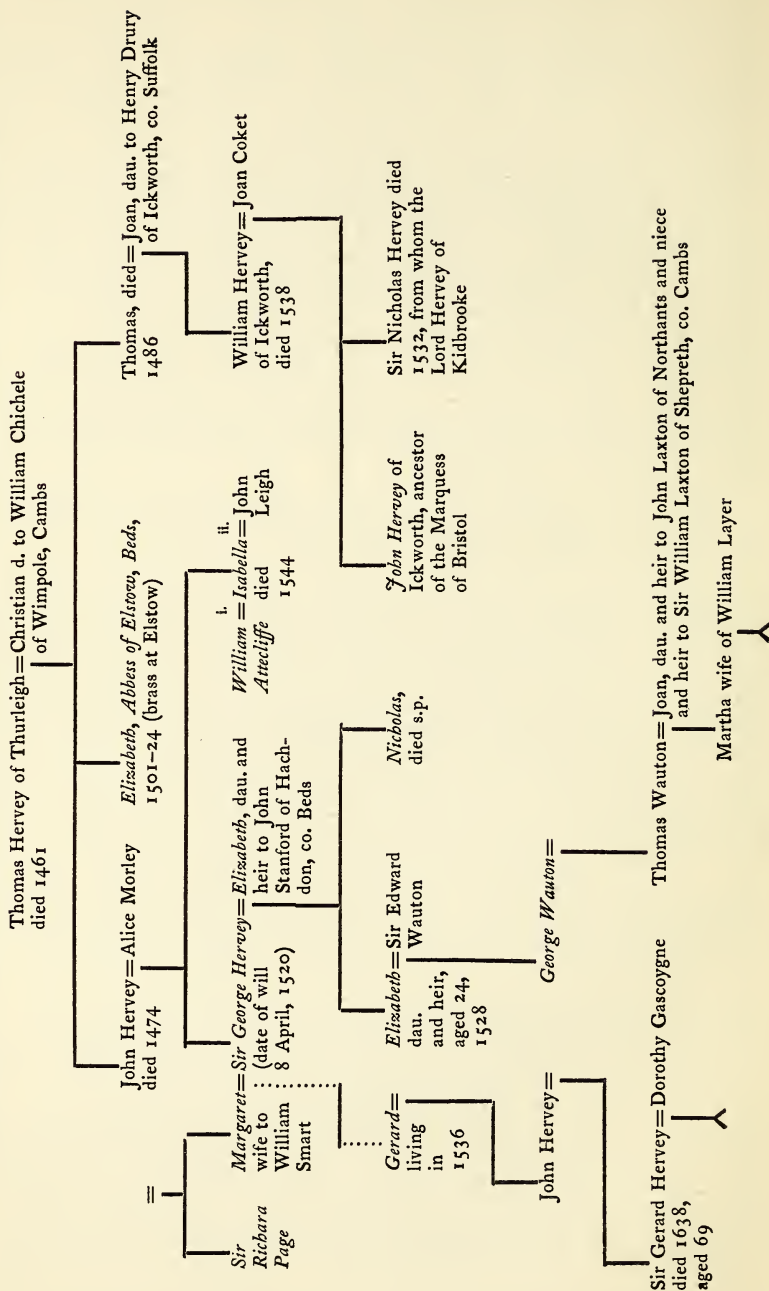 Thomas Hervey of Thurleigh=Christian d. to William Chichele
died 1461
of Wimpole, Cambs
John Hervey=Alice Morley
died 1474
Elizabeth, Abbess of Elstow, Beds,
1501-24 (brass at Elstow)
Thomas, died=Joan, dau. to Henry Drury
1486
of Ickworth, co. Suffolk
=
Sir
Richara
Page
Margaret=Sir George Hervey=Elizabeth, dau. and
wife to
William
Smart
(date of will
8 April, 1520)
heir to John
Stanford of Hach-
don, co. Beds
i.
ii.
William=Isabella=John
Attecliffe
died
1544
Leigh
William Hervey=Joan Coket
of Ickworth,
died 1538
Gerard=
living
in
1536
Elizabeth=Sir Edward
dau.
and heir,
aged 24,
1528
Wauton
Nicholas,
died s.p.
John Hervey of
Ickworth, ancestor
of the Marquess
of Bristol
Sir Nicholas Hervey died
1532, from whom the
Lord Hervey of
Kidbrooke
John Hervey=
George Wauton=
Sir Gerard Hervey=Dorothy Gascoygne
died 1638,
aged 69
Thomas Wauton=Joan, dau. and heir to John Laxton of Northants and niece
and heir to Sir William Laxton of Shepreth, co. Cambs
Martha wife of William Layer